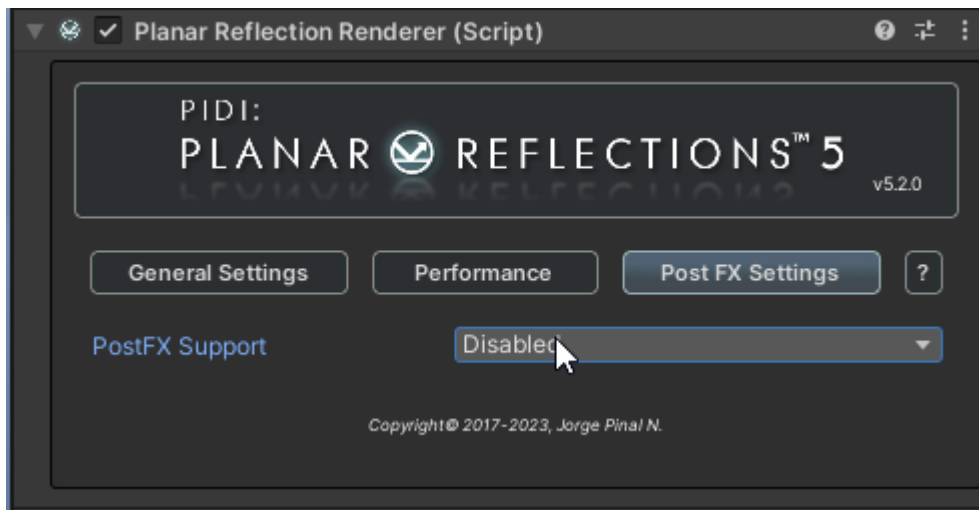 Planar Reflection Renderer (Script)
PIDI:
PLANAR REFLECTIONS™ 5
v5.2.0
General Settings Performance Post FX Settings ?
PostFX Support Disabled
Copyright© 2017-2023, Jorge Pinal N.